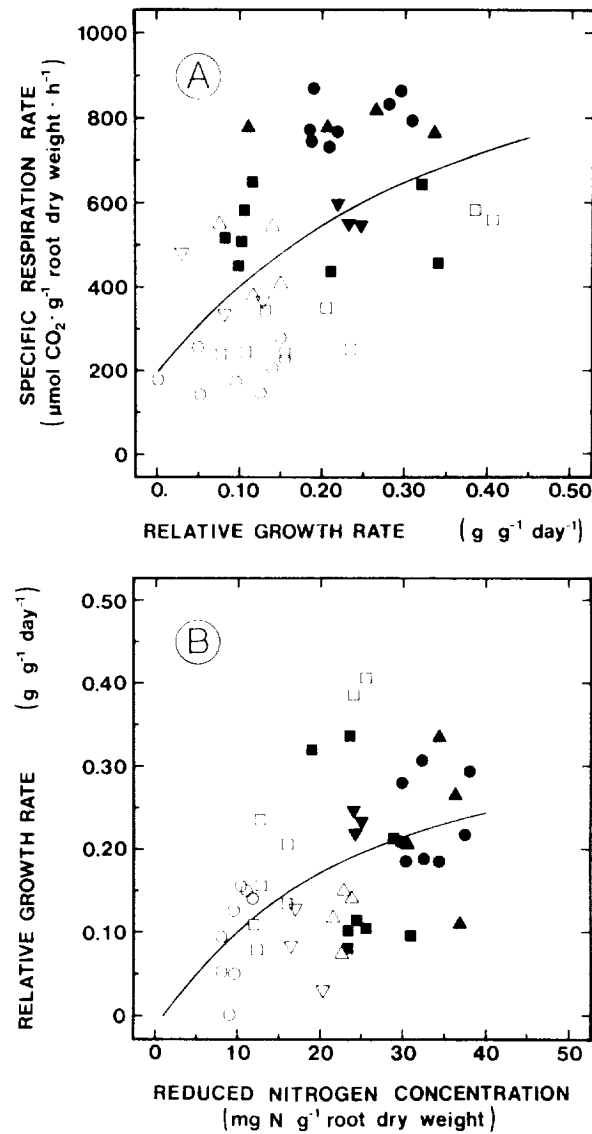 A
1000
800
600
400
200
0
SPECIFIC RESPIRATION RATE
(μmol CO₂ · g⁻¹ root dry weight · h⁻¹)
0. 0.10 0.20 0.30 0.40 0.50
RELATIVE GROWTH RATE (g g⁻¹ day⁻¹)
B
0.50
0.40
0.30
0.20
0.10
0
RELATIVE GROWTH RATE (g g⁻¹ day⁻¹)
0 10 20 30 40 50
REDUCED NITROGEN CONCENTRATION
(mg N g⁻¹ root dry weight)